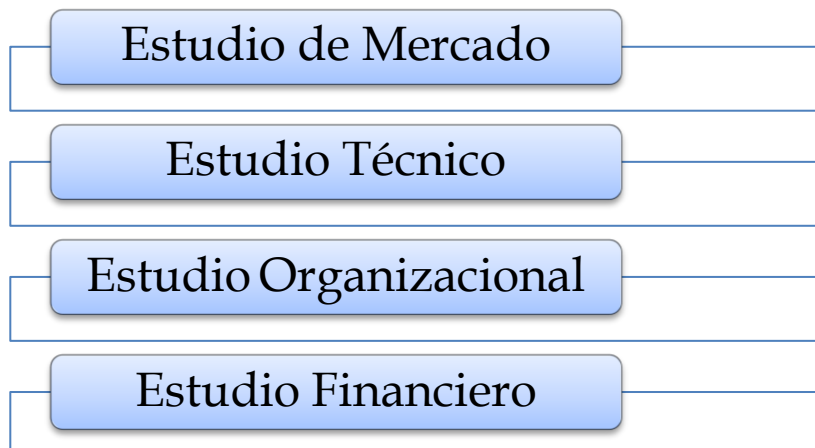 Estudio de Mercado
Estudio Técnico
Estudio Organizacional
Estudio Financiero